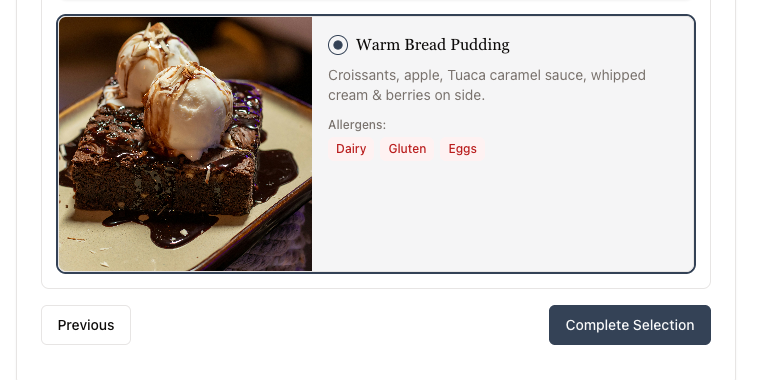 Warm Bread Pudding
Croissants, apple, Tuaca caramel sauce, whipped
cream & berries on side.
Allergens:
Dairy Gluten Eggs
Previous Complete Selection